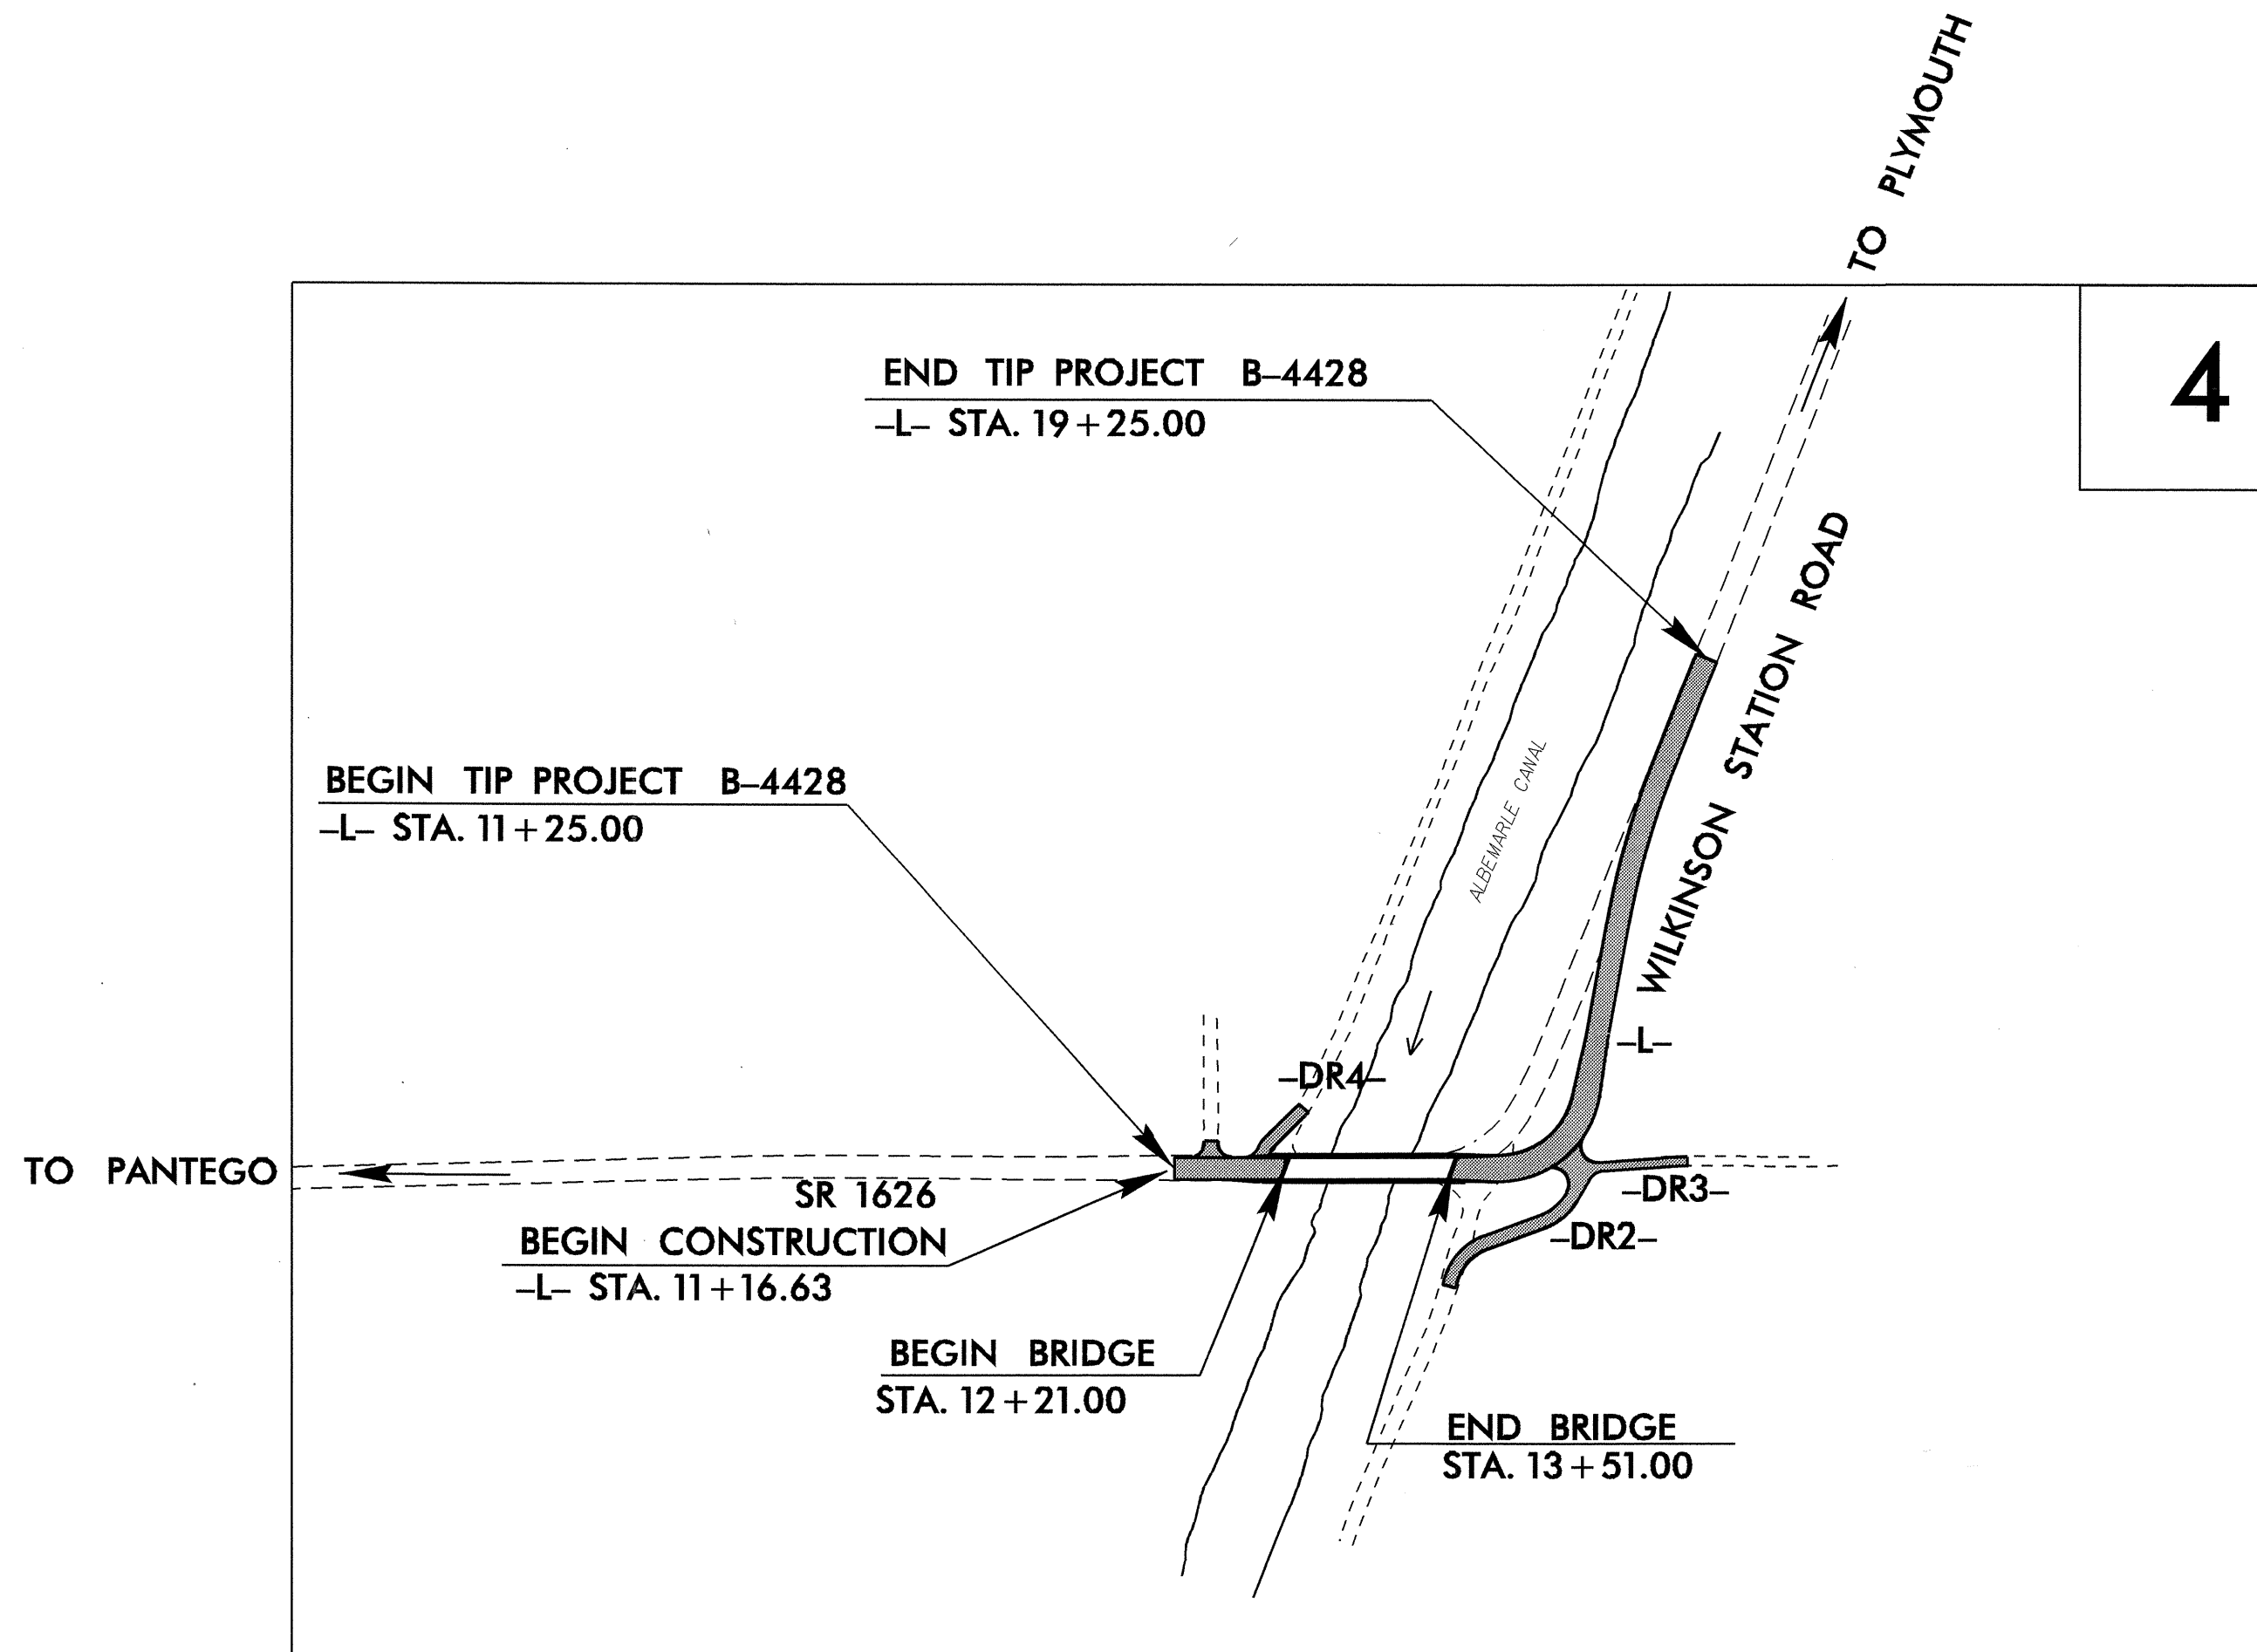 TO PLYMOUTH
4
END TIP PROJECT B-4428
-L- STA. 19+25.00
WILKINSON STATION ROAD
ALBEMARLE CANAL
BEGIN TIP PROJECT B-4428
-L- STA. 11+25.00
-L-
-DR4-
TO PANTEGO
SR 1626
-DR3-
-DR2-
BEGIN CONSTRUCTION
-L- STA. 11+16.63
BEGIN BRIDGE
STA. 12+21.00
END BRIDGE
STA. 13+51.00